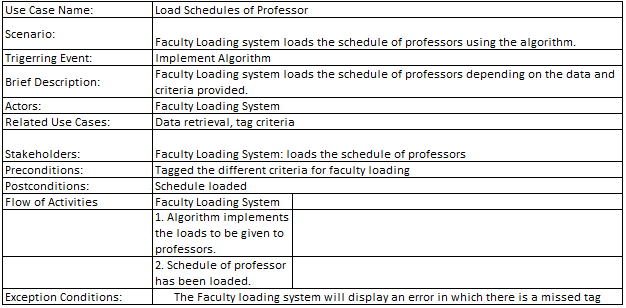 Use Case Name: Load Schedules of Professor
Scenario: Faculty Loading system loads the schedule of professors using the algorithm.
Trigerring Event: Implement Algorithm
Brief Description: Faculty Loading system loads the schedule of professors depending on the data and
criteria provided.
Actors: Faculty Loading System
Related Use Cases: Data retrieval, tag criteria
Stakeholders: Faculty Loading System: loads the schedule of professors
Preconditions: Tagged the different criteria for faculty loading
Postconditions: Schedule loaded
Flow of Activities Faculty Loading System
1. Algorithm implements
the loads to be given to
professors.
2. Schedule of professor
has been loaded.
Exception Conditions: The Faculty loading system will display an error in which there is a missed tag